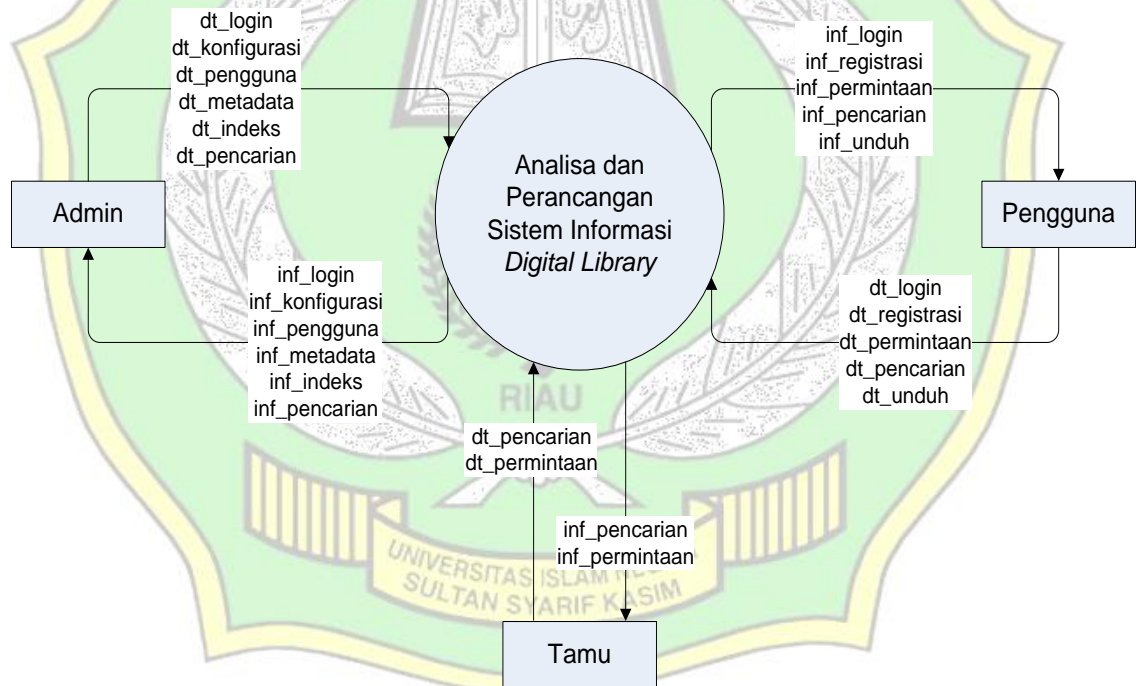 dt_login
dt_konfigurasi
dt_pengguna
dt_metadata
dt_indeks
dt_pencarian
inf_login
inf_registrasi
inf_permintaan
inf_pencarian
inf_unduh
Admin
Analisa dan
Perancangan
Sistem Informasi
Digital Library
Pengguna
inf_login
inf_konfigurasi
inf_pengguna
inf_metadata
inf_indeks
inf_pencarian
dt_login
dt_registrasi
dt_permintaan
dt_pencarian
dt_unduh
RIAU
dt_pencarian
dt_permintaan
inf_pencarian
inf_permintaan
UNIVERSITAS ISLAM
SULTAN SYARIF KASIM
Tamu